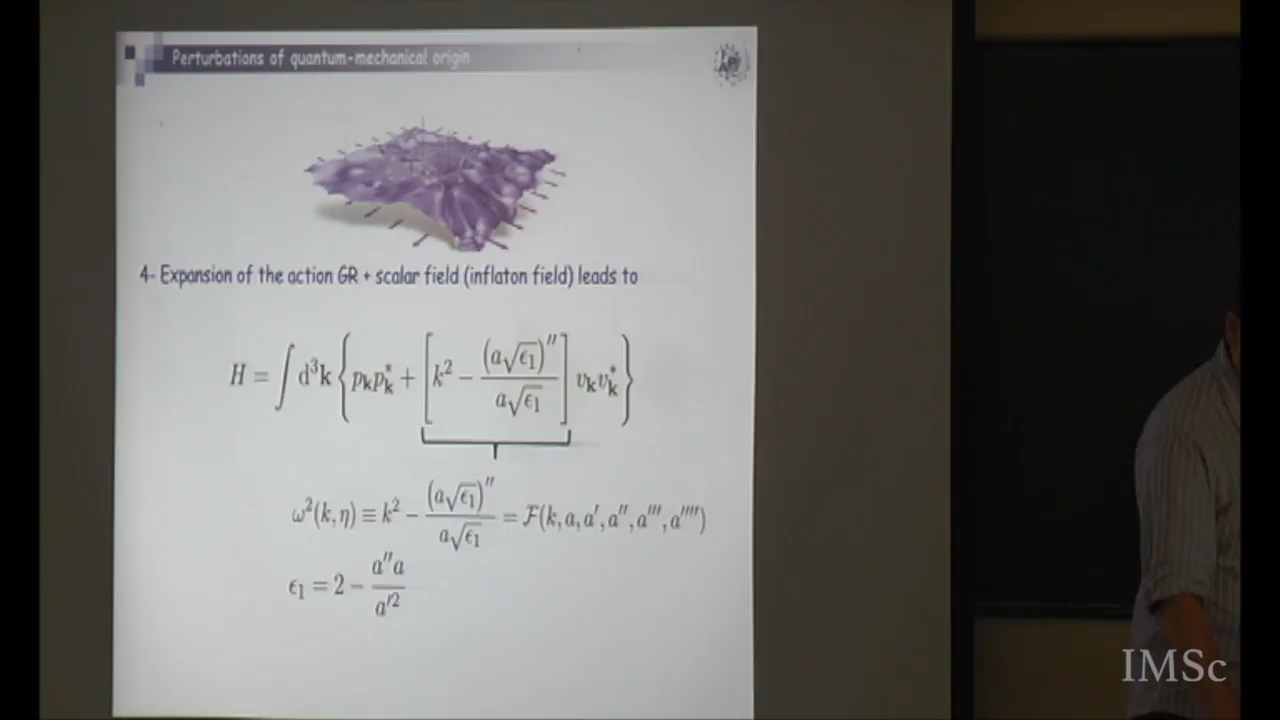 Perturbations of quantum-mechanical origin
4- Expansion of the action GR + scalar field (inflaton field) leads to
H = ∫ d³k { p_k p_k^* + [ k² − (a√ϵ₁)″ / a√ϵ₁ ] v_k v_k^* }
ω²(k, η) ≡ k² − (a√ϵ₁)″ / a√ϵ₁ = F(k, a, a′, a″, a‴, a⁗)
ϵ₁ = 2 − a″a / a′²
IMSc